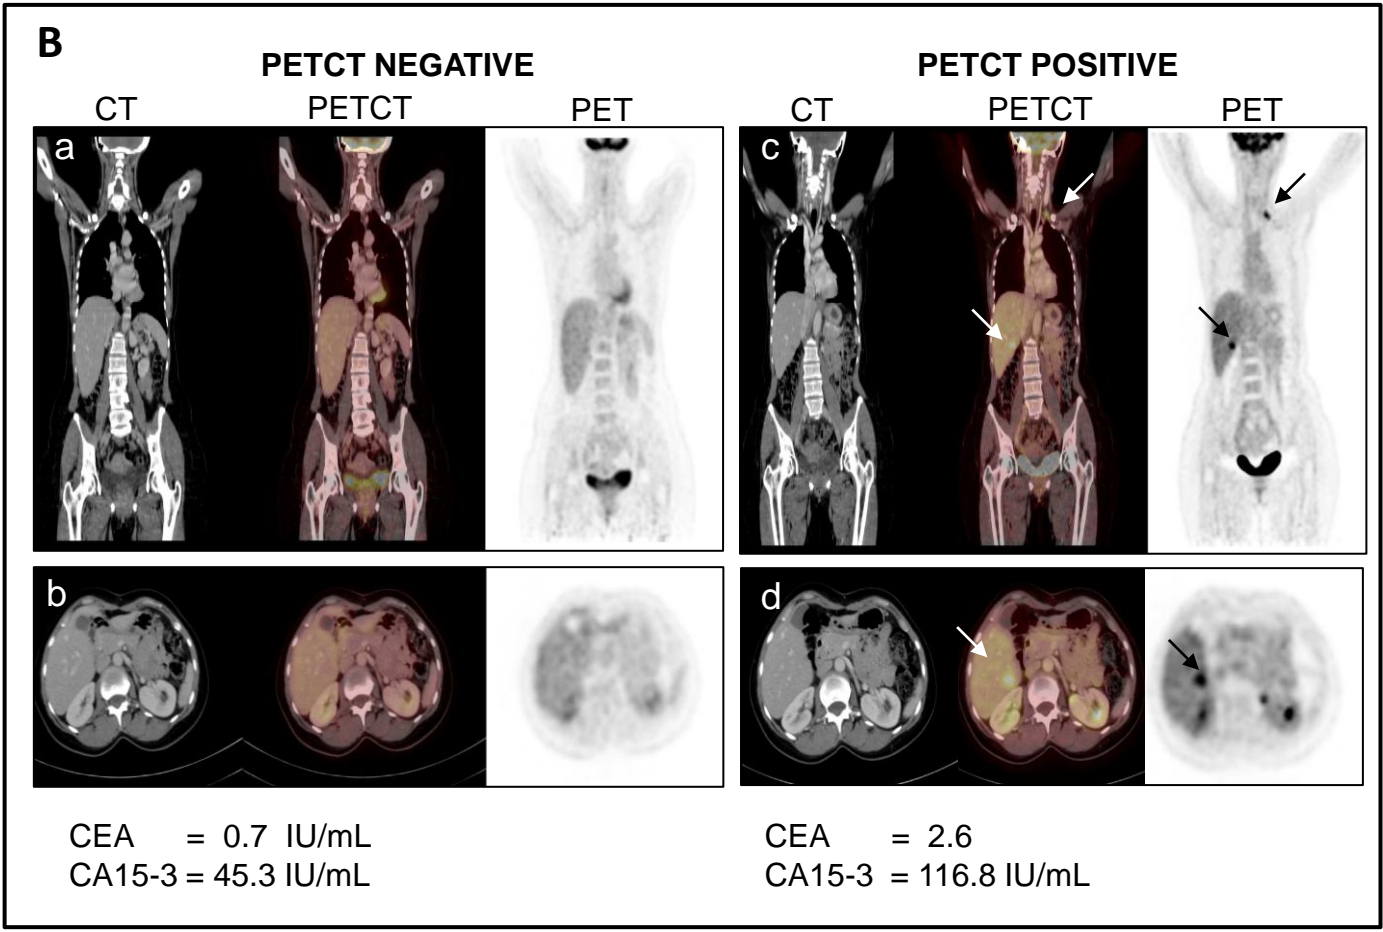 B
PETCT NEGATIVE
CT PETCT PET
a
b
CEA = 0.7 IU/mL
CA15-3 = 45.3 IU/mL
PETCT POSITIVE
CT PETCT PET
c
d
CEA = 2.6
CA15-3 = 116.8 IU/mL